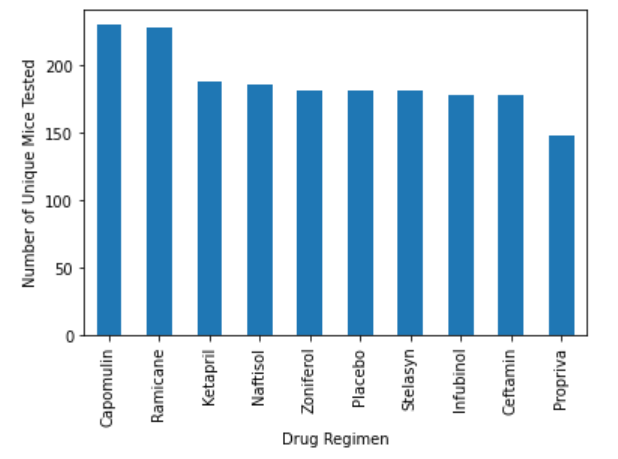 Number of Unique Mice Tested
200
150
100
50
0
Capomulin
Ramicane
Ketapril
Naftisol
Zoniferol
Placebo
Stelasyn
Infubinol
Ceftamin
Propriva
Drug Regimen